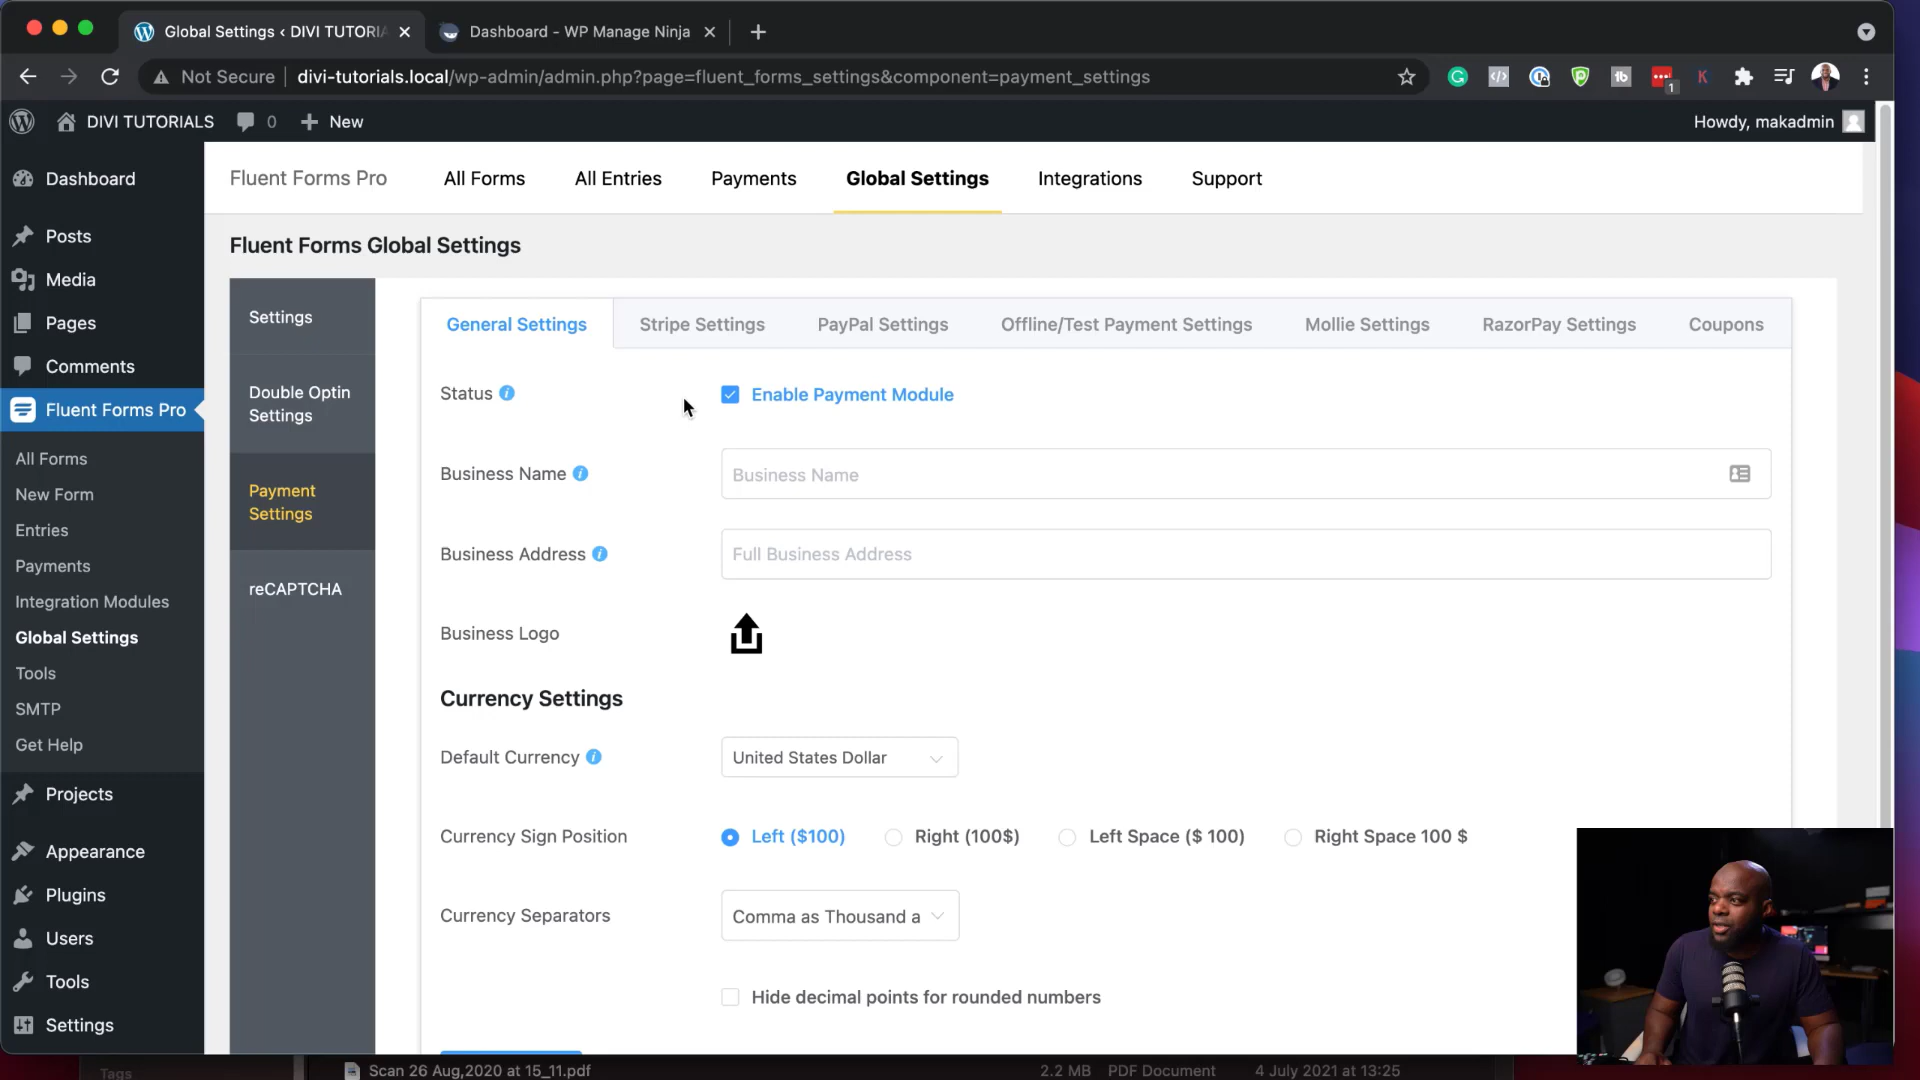 Global Settings ‹ DIVI TUTORIA
Dashboard - WP Manage Ninja
Not Secure
divi-tutorials.local/wp-admin/admin.php?page=fluent_forms_settings&component=payment_settings
1
DIVI TUTORIALS
0
New
Howdy, makadmin
Dashboard
Posts
Media
Pages
Comments
Fluent Forms Pro
All Forms
New Form
Entries
Payments
Integration Modules
Global Settings
Tools
SMTP
Get Help
Projects
Appearance
Plugins
Users
Tools
Settings
Fluent Forms Pro
All Forms
All Entries
Payments
Global Settings
Integrations
Support
Fluent Forms Global Settings
Settings
Double Optin
Settings
Payment
Settings
reCAPTCHA
General Settings
Stripe Settings
PayPal Settings
Offline/Test Payment Settings
Mollie Settings
RazorPay Settings
Coupons
Status
Enable Payment Module
Business Name
Business Name
Business Address
Full Business Address
Business Logo
Currency Settings
Default Currency
United States Dollar
Currency Sign Position
Left ($100)
Right (100$)
Left Space ($ 100)
Right Space 100 $
Currency Separators
Comma as Thousand a
Hide decimal points for rounded numbers
Tags
Scan 26 Aug,2020 at 15_11.pdf
2.2 MB
PDF Document
4 July 2021 at 13:25